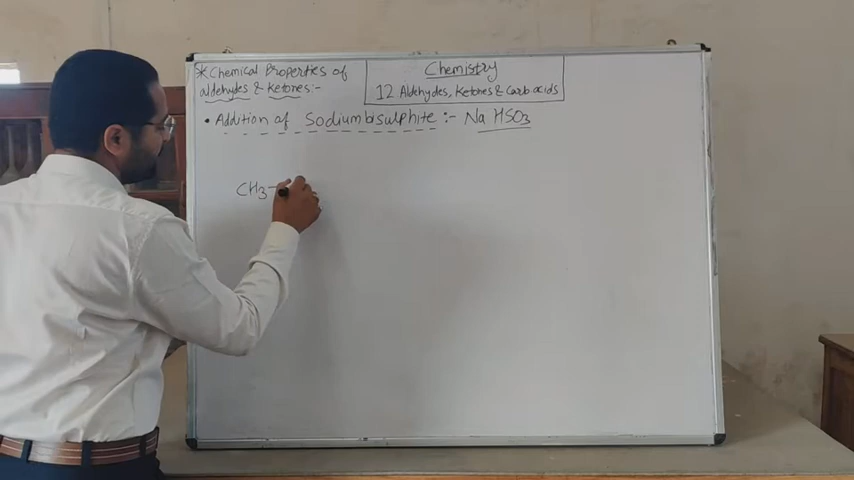 * Chemical Properties of
aldehydes & ketones:-
Chemistry
12 Aldehydes, Ketones & Carb acids
• Addition of Sodium bisulphite :- Na HSO3
CH3-